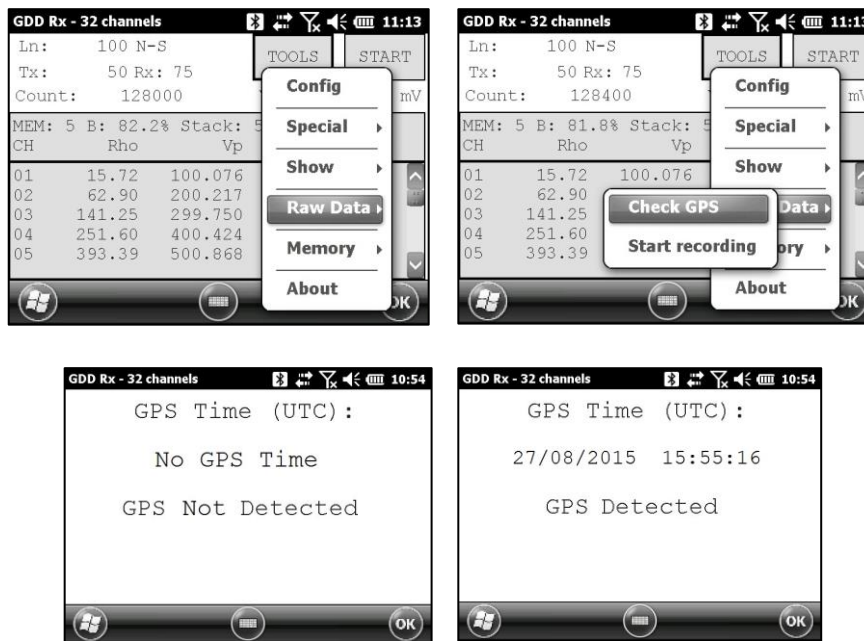 GDD Rx - 32 channels 11:13
Ln: 100 N-S
TOOLS START
Tx: 50 Rx: 75
Count: 128000 mV
MEM: 5 B: 82.2% Stack: 5
CH Rho Vp
01 15.72 100.076
02 62.90 200.217
03 141.25 299.750
04 251.60 400.424
05 393.39 500.868
Config
Special
Show
Raw Data
Memory
About
OK
GDD Rx - 32 channels 11:13
Ln: 100 N-S
TOOLS START
Tx: 50 Rx: 75
Count: 128400 mV
MEM: 5 B: 81.8% Stack: 5
CH Rho Vp
01 15.72 100.076
02 62.90
03 141.25
04 251.60
05 393.39
Config
Special
Show
Data
ory
About
Check GPS
Start recording
OK
GDD Rx - 32 channels 10:54
GPS Time (UTC):
No GPS Time
GPS Not Detected
OK
GDD Rx - 32 channels 10:54
GPS Time (UTC):
27/08/2015 15:55:16
GPS Detected
OK